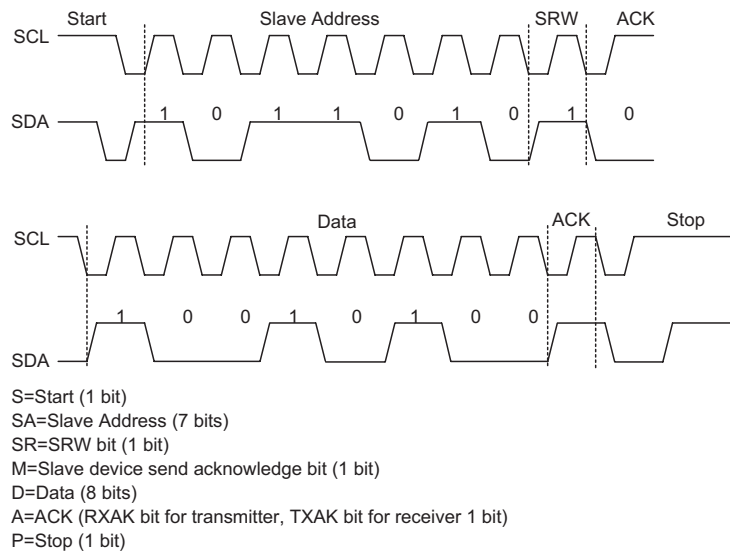 Start Slave Address SRW ACK
SCL
1 0 1 1 0 1 0 1 0
SDA
Data ACK Stop
SCL
1 0 0 1 0 1 0 0
SDA
S=Start (1 bit)
SA=Slave Address (7 bits)
SR=SRW bit (1 bit)
M=Slave device send acknowledge bit (1 bit)
D=Data (8 bits)
A=ACK (RXAK bit for transmitter, TXAK bit for receiver 1 bit)
P=Stop (1 bit)